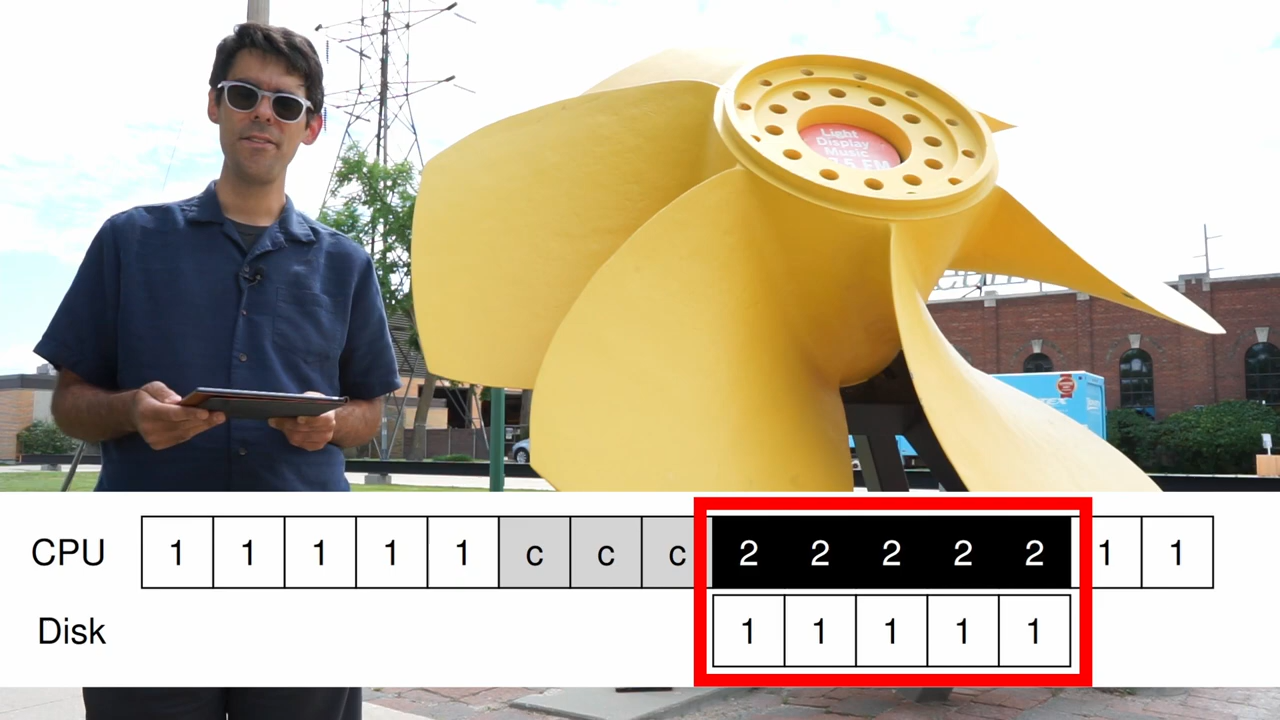 Light
Display
Music
FM
CPU 1 1 1 1 1 c c c 2 2 2 2 2 1 1
Disk 1 1 1 1 1